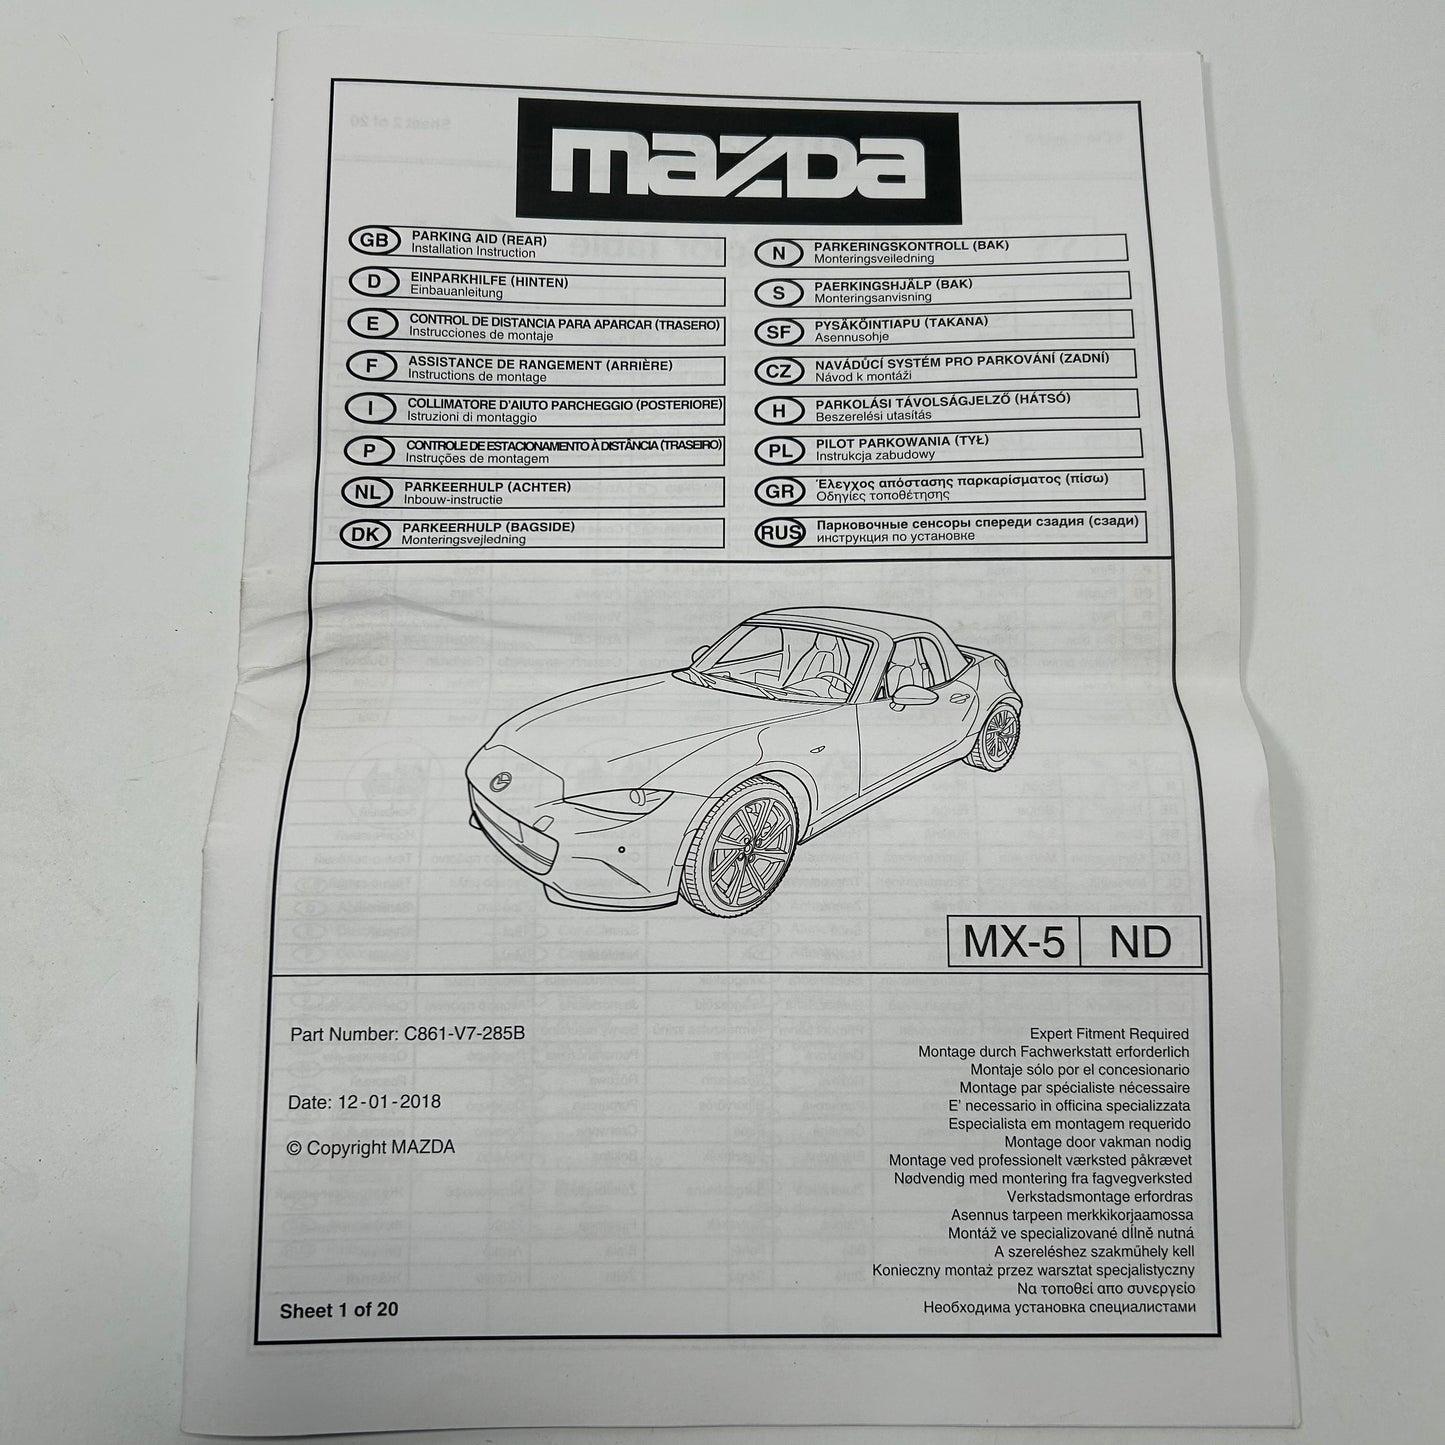 mazda
GB PARKING AID (REAR)
Installation Instruction
D EINPARKHILFE (HINTEN)
Einbauanleitung
E CONTROL DE DISTANCIA PARA APARCAR (TRASERO)
Instrucciones de montaje
F ASSISTANCE DE RANGEMENT (ARRIÈRE)
Instructions de montage
I COLLIMATORE D'AIUTO PARCHEGGIO (POSTERIORE)
Istruzioni di montaggio
P CONTROLE DE ESTACIONAMENTO À DISTÂNCIA (TRASEIRO)
Instruções de montagem
NL PARKEERHULP (ACHTER)
Inbouw-instructie
DK PARKEERHULP (BAGSIDE)
Monteringsvejledning
N PARKERINGSKONTROLL (BAK)
Monteringsveiledning
S PAERKINGSHJÄLP (BAK)
Monteringsanvisning
SF PYSÄKÖINTIAPU (TAKANA)
Asennusohje
CZ NAVÁDÚCÍ SYSTÉM PRO PARKOVÁNÍ (ZADNÍ)
Návod k montáži
H PARKOLÁSI TÁVOLSÁGJELZŐ (HÁTSÓ)
Beszerelési utasítás
PL PILOT PARKOWANIA (TYŁ)
Instrukcja zabudowy
GR Έλεγχος απόστασης παρκαρίσματος (πίσω)
Οδηγίες τοποθέτησης
RUS Парковочные сенсоры спереди сзадия (сзади)
инструкция по установке
MX-5 ND
Part Number: C861-V7-285B
Date: 12-01-2018
© Copyright MAZDA
Sheet 1 of 20
Expert Fitment Required
Montage durch Fachwerkstatt erforderlich
Montaje sólo por el concesionario
Montage par spécialiste nécessaire
E' necessario in officina specializzata
Especialista em montagem requerido
Montage door vakman nodig
Montage ved professionelt værksted påkrævet
Nødvendig med montering fra fagvegverksted
Verkstadsmontage erfordras
Asennus tarpeen merkkikorjaamossa
Montáž ve specializované dílně nutná
A szereléshez szakműhely kell
Konieczny montaż przez warsztat specjalistyczny
Να τοποθεί απο συνεργείο
Необходима установка специалистами